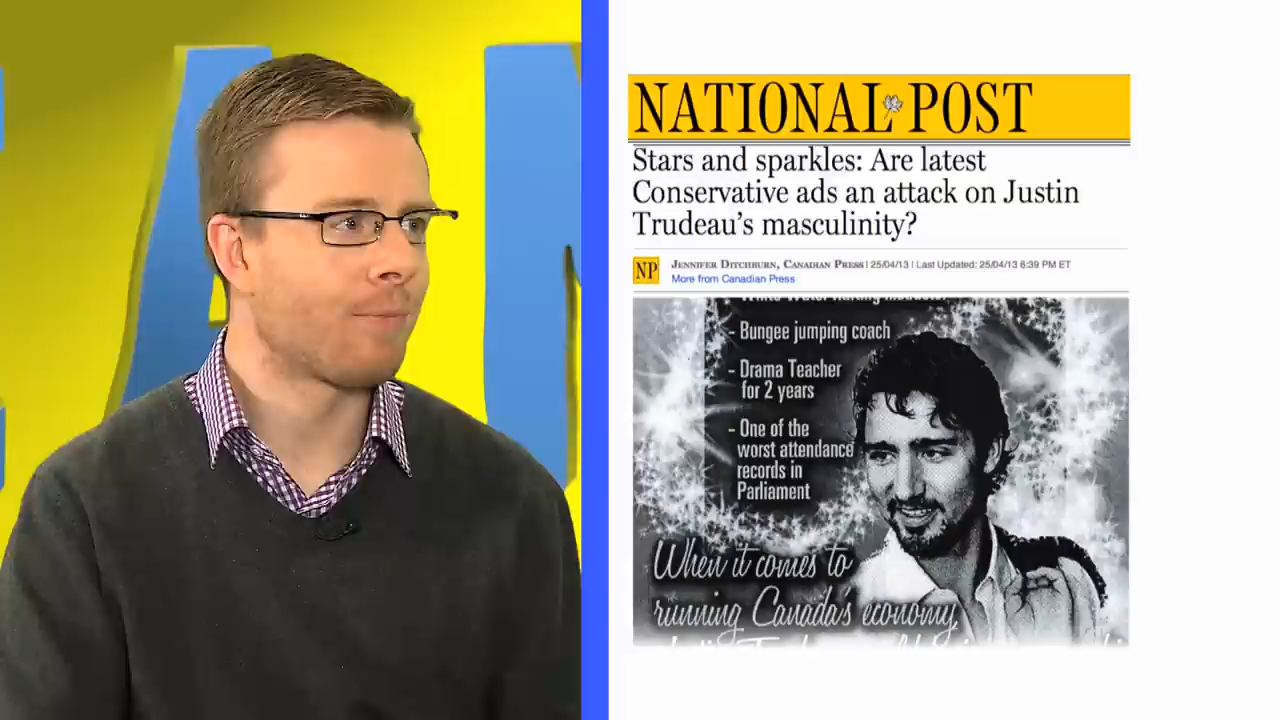 NATIONAL POST
Stars and sparkles: Are latest
Conservative ads an attack on Justin
Trudeau's masculinity?
NP
JENNIFER DITCHBURN, CANADIAN PRESS | 25/04/13 | Last Updated: 25/04/13 6:39 PM ET
More from Canadian Press
- Bungee jumping coach
- Drama Teacher
for 2 years
- One of the
worst attendance
records in
Parliament
When it comes to
running Canada's economy,